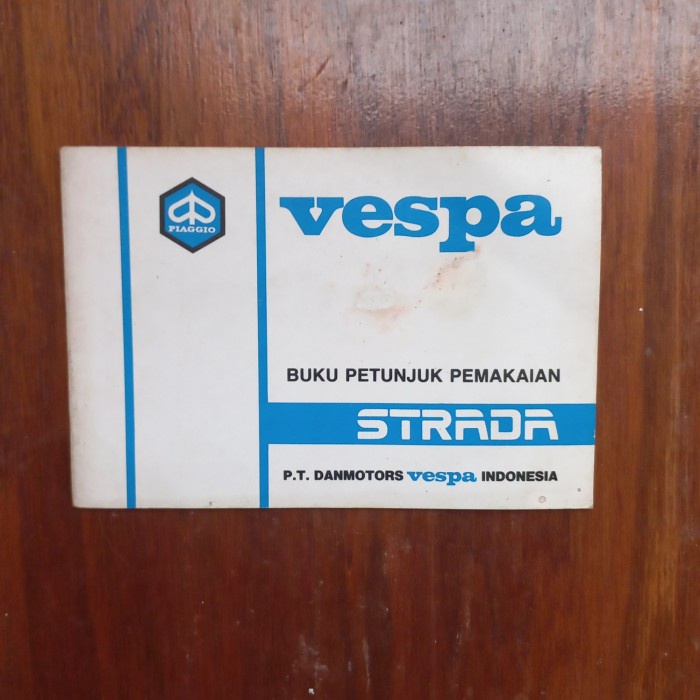 PIAGGIO
vespa
BUKU PETUNJUK PEMAKAIAN
STRADA
P.T. DANMOTORS vespa INDONESIA